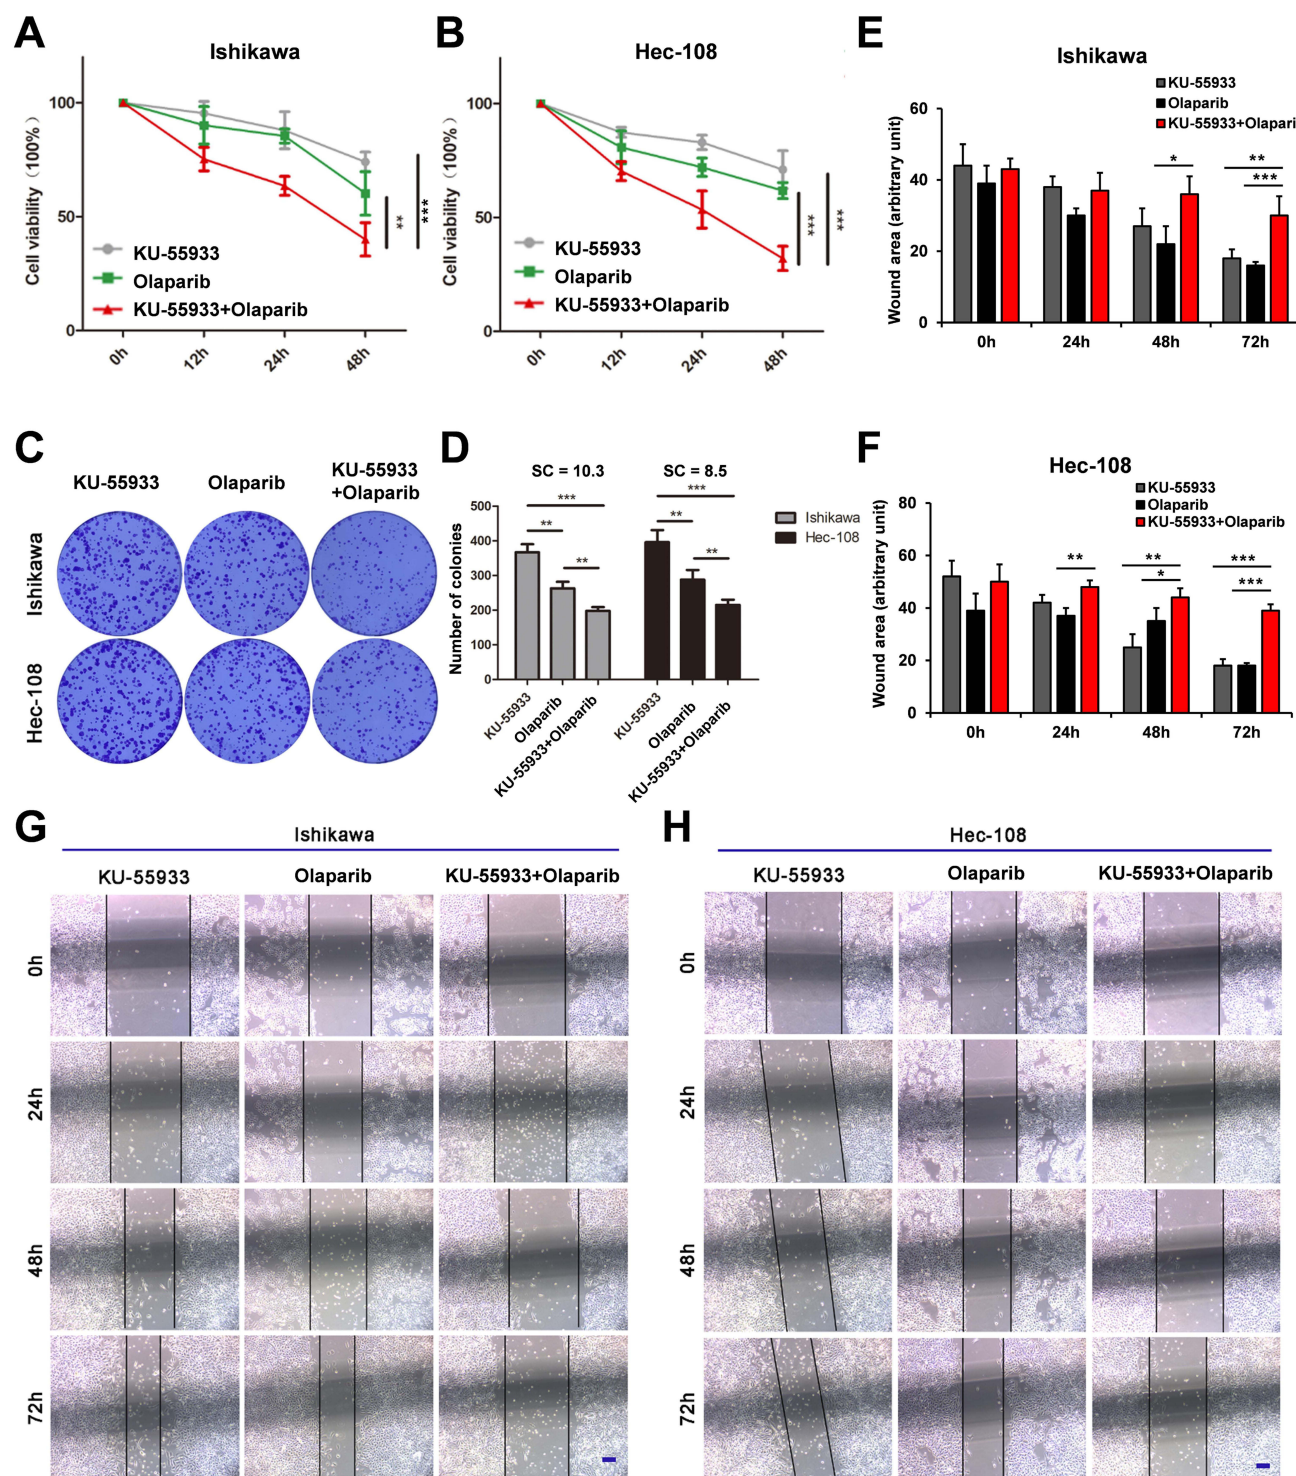 A
Ishikawa
Cell viability (100%)
100
50
0
KU-55933
Olaparib
KU-55933+Olaparib
**
***
0h
12h
24h
48h
B
Hec-108
Cell viability (100%)
100
50
0
KU-55933
Olaparib
KU-55933+Olaparib
***
***
0h
12h
24h
48h
E
Ishikawa
KU-55933
Olaparib
KU-55933+Olapari
Wound area (arbitrary unit)
60
40
20
0
*
**
***
0h
24h
48h
72h
C
KU-55933
Olaparib
KU-55933
+Olaparib
Ishikawa
Hec-108
D
SC = 10.3
SC = 8.5
Number of colonies
500
400
300
200
100
0
***
**
**
***
**
**
Ishikawa
Hec-108
KU-55933
Olaparib
KU-55933+Olaparib
KU-55933
Olaparib
KU-55933+Olaparib
F
Hec-108
KU-55933
Olaparib
KU-55933+Olaparib
Wound area (arbitrary unit)
80
60
40
20
0
**
**
*
***
***
0h
24h
48h
72h
G
Ishikawa
KU-55933
Olaparib
KU-55933+Olaparib
0h
24h
48h
72h
H
Hec-108
KU-55933
Olaparib
KU-55933+Olaparib
0h
24h
48h
72h